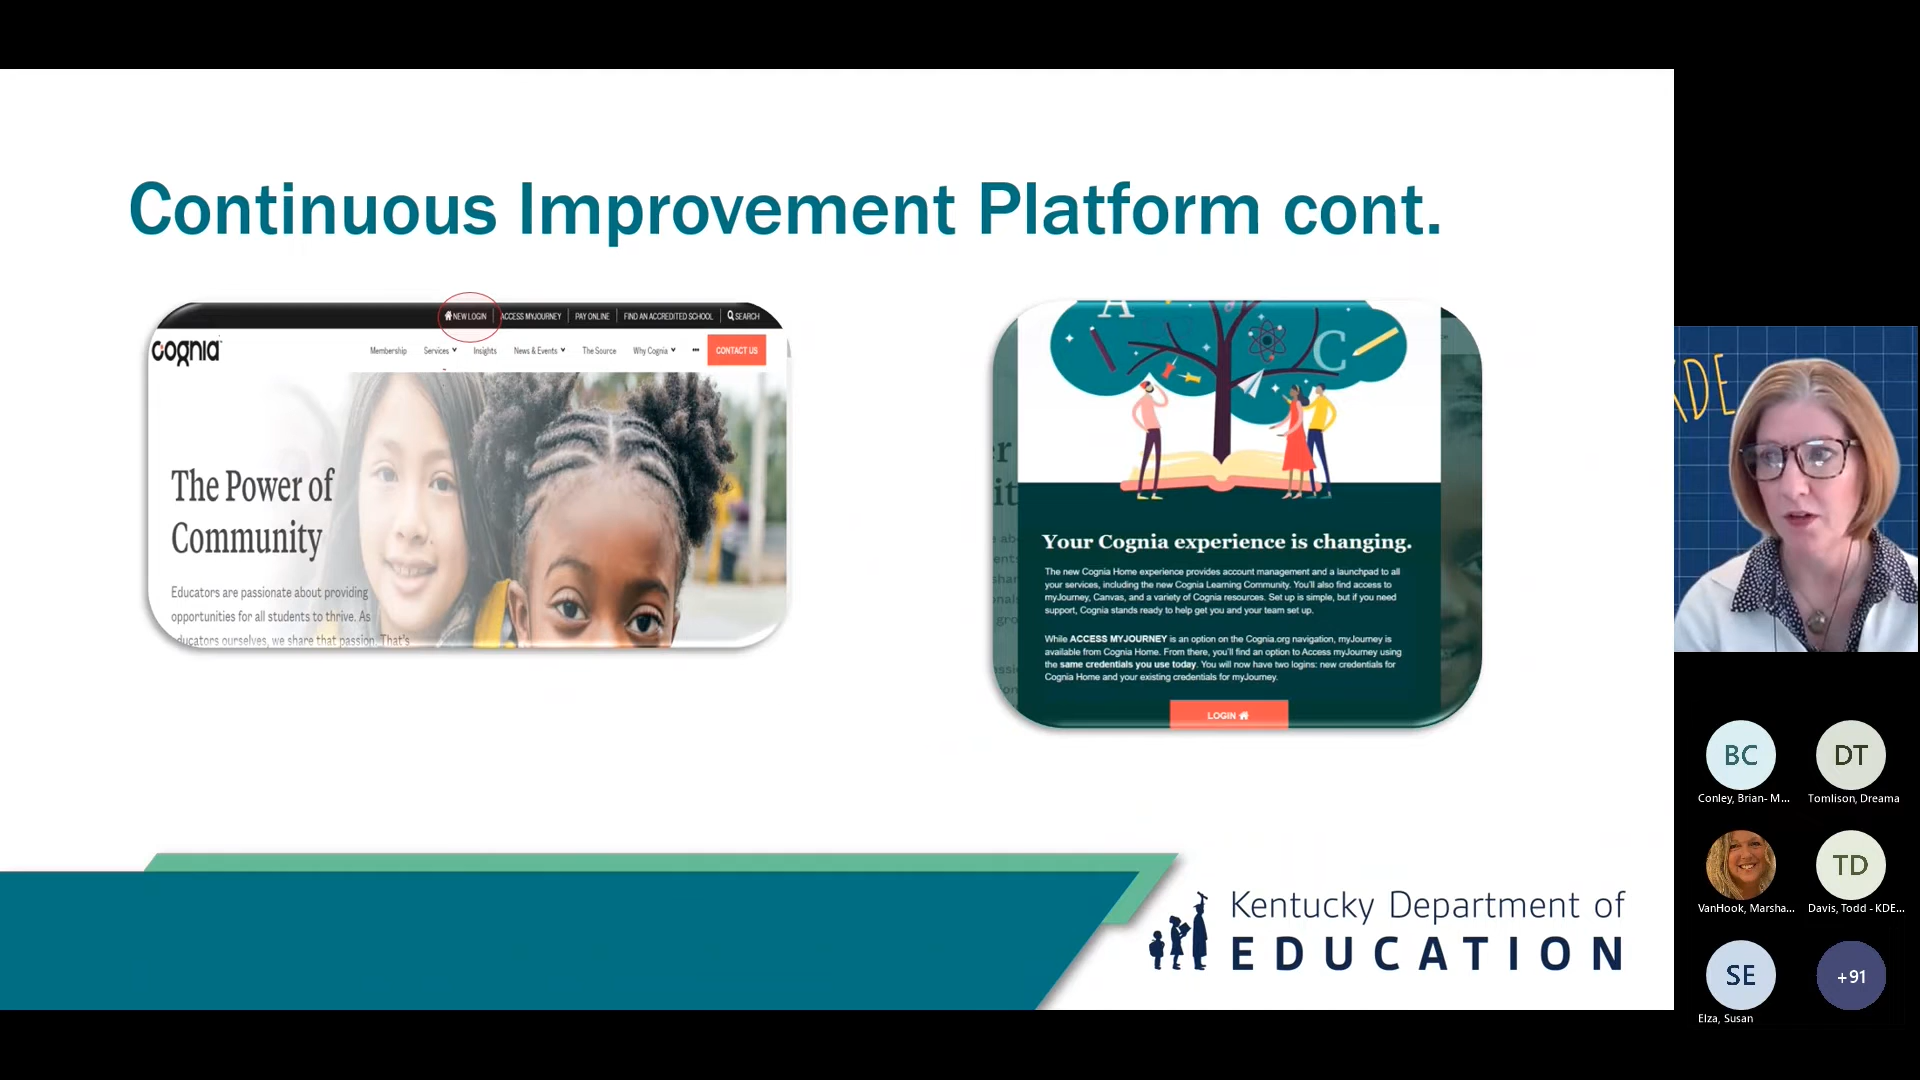 Continuous Improvement Platform cont.
NEW LOGIN
ACCESS MYJOURNEY
PAY ONLINE
FIND AN ACCREDITED SCHOOL
SEARCH
cognia
Membership
Services
Insights
News & Events
The Source
Why Cognia
CONTACT US
The Power of
Community
Educators are passionate about providing
opportunities for all students to thrive. As
educators ourselves, we share that passion. That's
A
C
Your Cognia experience is changing.
The new Cognia Home experience provides account management and a launchpad to all
your services, including the new Cognia Learning Community. You'll also find access to
myJourney, Canvas, and a variety of Cognia resources. Set up is simple, but if you need
support, Cognia stands ready to help get you and your team set up.
While ACCESS MYJOURNEY is an option on the Cognia.org navigation, myJourney is
available from Cognia Home. From there, you'll find an option to Access myJourney using
the same credentials you use today. You will now have two logins: new credentials for
Cognia Home and your existing credentials for myJourney.
LOGIN
Kentucky Department of
EDUCATION
KDE
BC
Conley, Brian- M...
DT
Tomlison, Dreama
VanHook, Marsha...
TD
Davis, Todd - KDE...
SE
Elza, Susan
+91